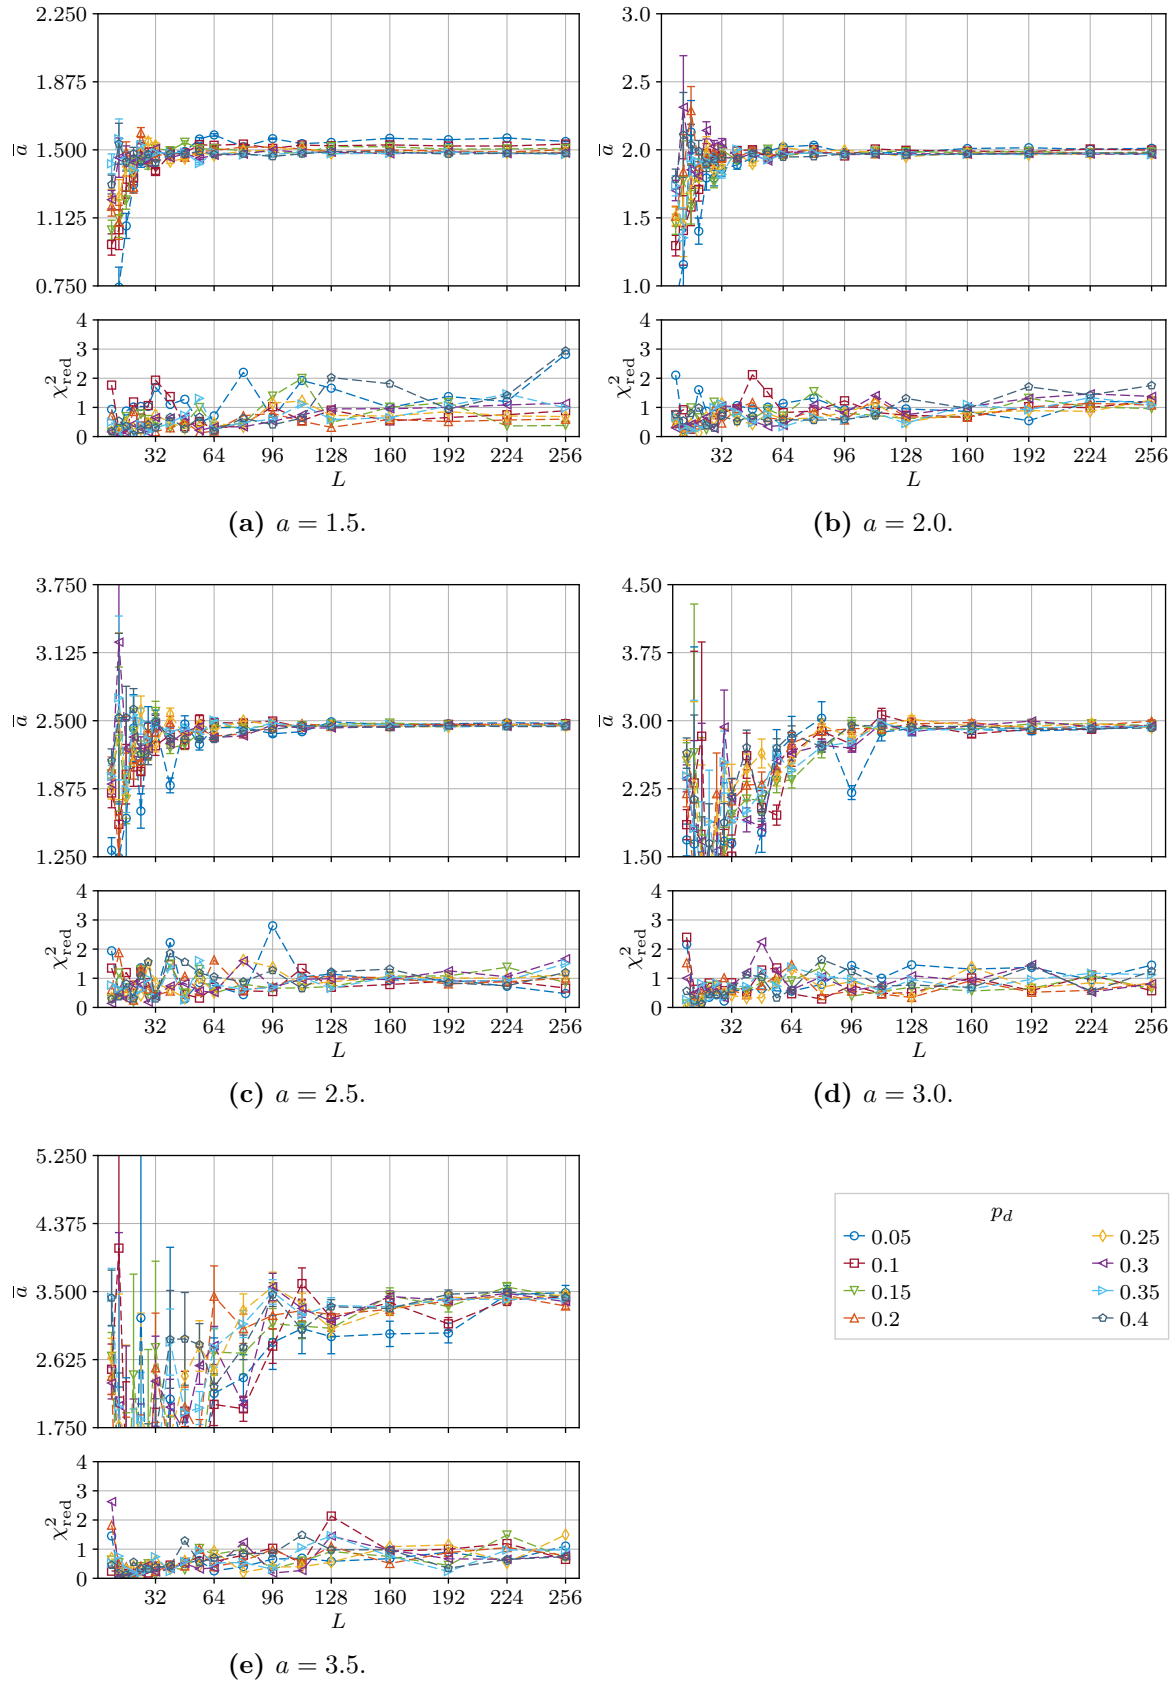 2.250
1.875
1.500
1.125
0.750
a̅
4
3
2
1
0
χ²red
32 64 96 128 160 192 224 256
L
(a) a = 1.5.
3.0
2.5
2.0
1.5
1.0
a̅
4
3
2
1
0
χ²red
32 64 96 128 160 192 224 256
L
(b) a = 2.0.
3.750
3.125
2.500
1.875
1.250
a̅
4
3
2
1
0
χ²red
32 64 96 128 160 192 224 256
L
(c) a = 2.5.
4.50
3.75
3.00
2.25
1.50
a̅
4
3
2
1
0
χ²red
32 64 96 128 160 192 224 256
L
(d) a = 3.0.
5.250
4.375
3.500
2.625
1.750
a̅
4
3
2
1
0
χ²red
32 64 96 128 160 192 224 256
L
(e) a = 3.5.
p_d
0.05 0.25
0.1 0.3
0.15 0.35
0.2 0.4